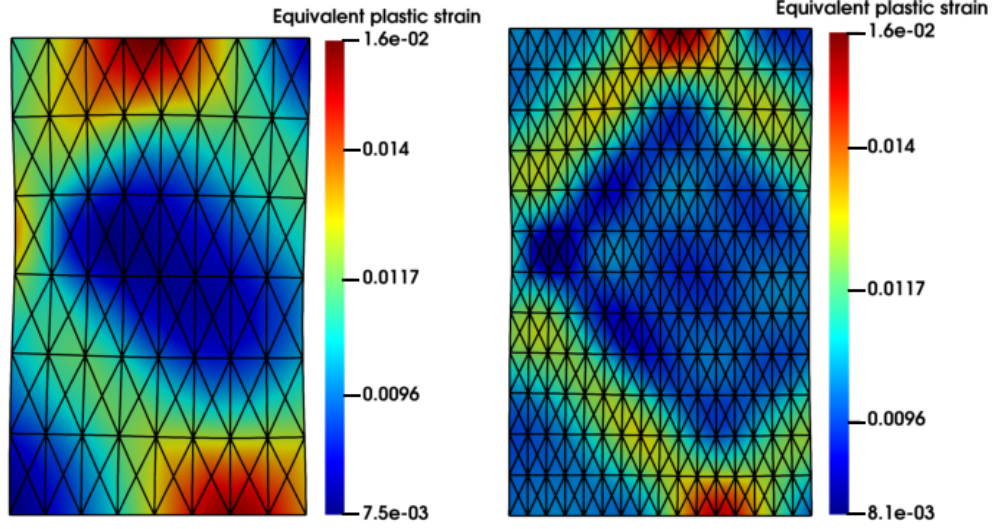 Equivalent plastic strain
1.6e-02
0.014
0.0117
0.0096
7.5e-03
Equivalent plastic strain
1.6e-02
0.014
0.0117
0.0096
8.1e-03